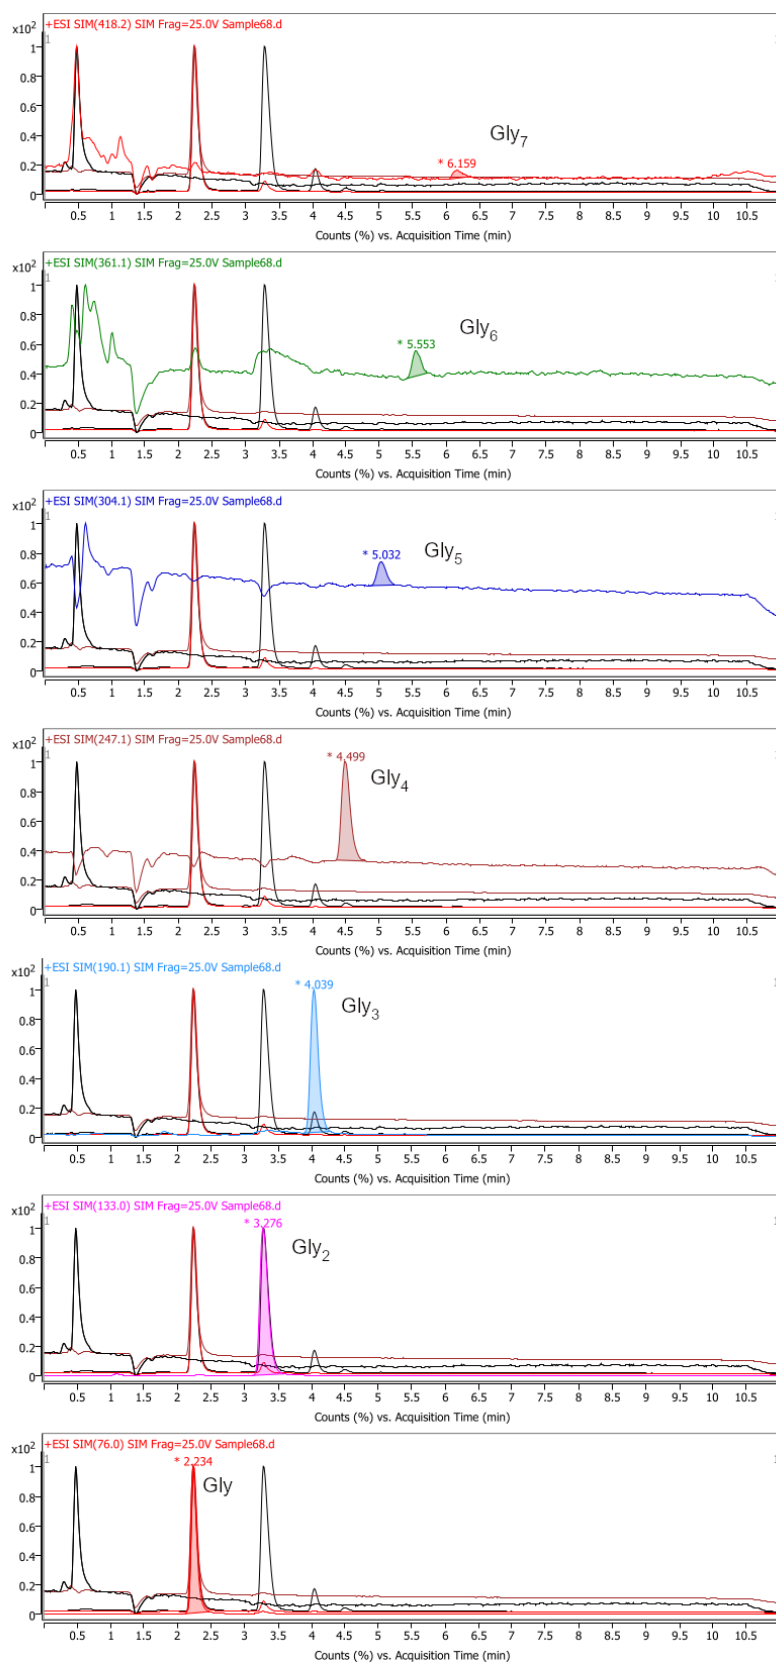 +ESI SIM(418.2) SIM Frag=25.0V Sample68.d
x10²
1
1
1
0.8
0.6
0.4
0.2
0
Gly₇
* 6.159
0.5 1 1.5 2 2.5 3 3.5 4 4.5 5 5.5 6 6.5 7 7.5 8 8.5 9 9.5 10 10.5
Counts (%) vs. Acquisition Time (min)
+ESI SIM(361.1) SIM Frag=25.0V Sample68.d
x10²
1
1
1
0.8
0.6
0.4
0.2
0
Gly₆
* 5.553
0.5 1 1.5 2 2.5 3 3.5 4 4.5 5 5.5 6 6.5 7 7.5 8 8.5 9 9.5 10 10.5
Counts (%) vs. Acquisition Time (min)
+ESI SIM(304.1) SIM Frag=25.0V Sample68.d
x10²
1
1
1
0.8
0.6
0.4
0.2
0
* 5.032
Gly₅
0.5 1 1.5 2 2.5 3 3.5 4 4.5 5 5.5 6 6.5 7 7.5 8 8.5 9 9.5 10 10.5
Counts (%) vs. Acquisition Time (min)
+ESI SIM(247.1) SIM Frag=25.0V Sample68.d
x10²
1
1
1
0.8
0.6
0.4
0.2
0
* 4.499
Gly₄
0.5 1 1.5 2 2.5 3 3.5 4 4.5 5 5.5 6 6.5 7 7.5 8 8.5 9 9.5 10 10.5
Counts (%) vs. Acquisition Time (min)
+ESI SIM(190.1) SIM Frag=25.0V Sample68.d
x10²
1
1
1
0.8
0.6
0.4
0.2
0
* 4.039
Gly₃
0.5 1 1.5 2 2.5 3 3.5 4 4.5 5 5.5 6 6.5 7 7.5 8 8.5 9 9.5 10 10.5
Counts (%) vs. Acquisition Time (min)
+ESI SIM(133.0) SIM Frag=25.0V Sample68.d
x10²
1
1
1
0.8
0.6
0.4
0.2
0
* 3.276
Gly₂
0.5 1 1.5 2 2.5 3 3.5 4 4.5 5 5.5 6 6.5 7 7.5 8 8.5 9 9.5 10 10.5
Counts (%) vs. Acquisition Time (min)
+ESI SIM(76.0) SIM Frag=25.0V Sample68.d
x10²
1
1
1
0.8
0.6
0.4
0.2
0
* 2.234
Gly
0.5 1 1.5 2 2.5 3 3.5 4 4.5 5 5.5 6 6.5 7 7.5 8 8.5 9 9.5 10 10.5
Counts (%) vs. Acquisition Time (min)